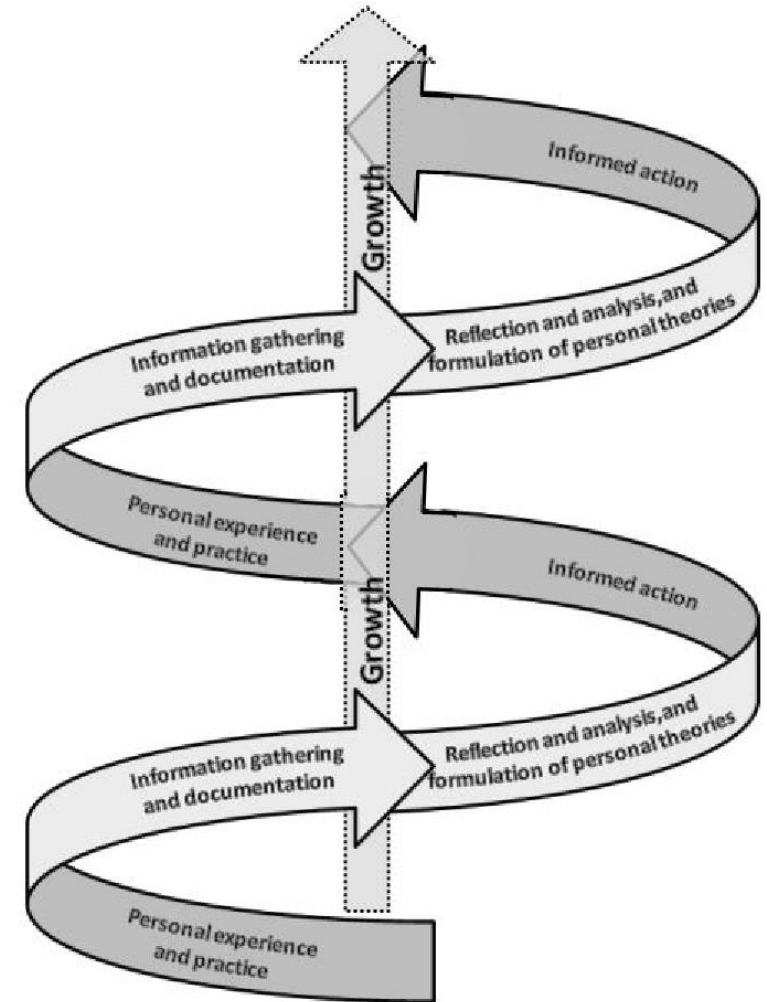 Informed action
Growth
Reflection and analysis, and
formulation of personal theories
Information gathering
and documentation
Personal experience
and practice
Informed action
Growth
Reflection and analysis, and
formulation of personal theories
Information gathering
and documentation
Personal experience
and practice